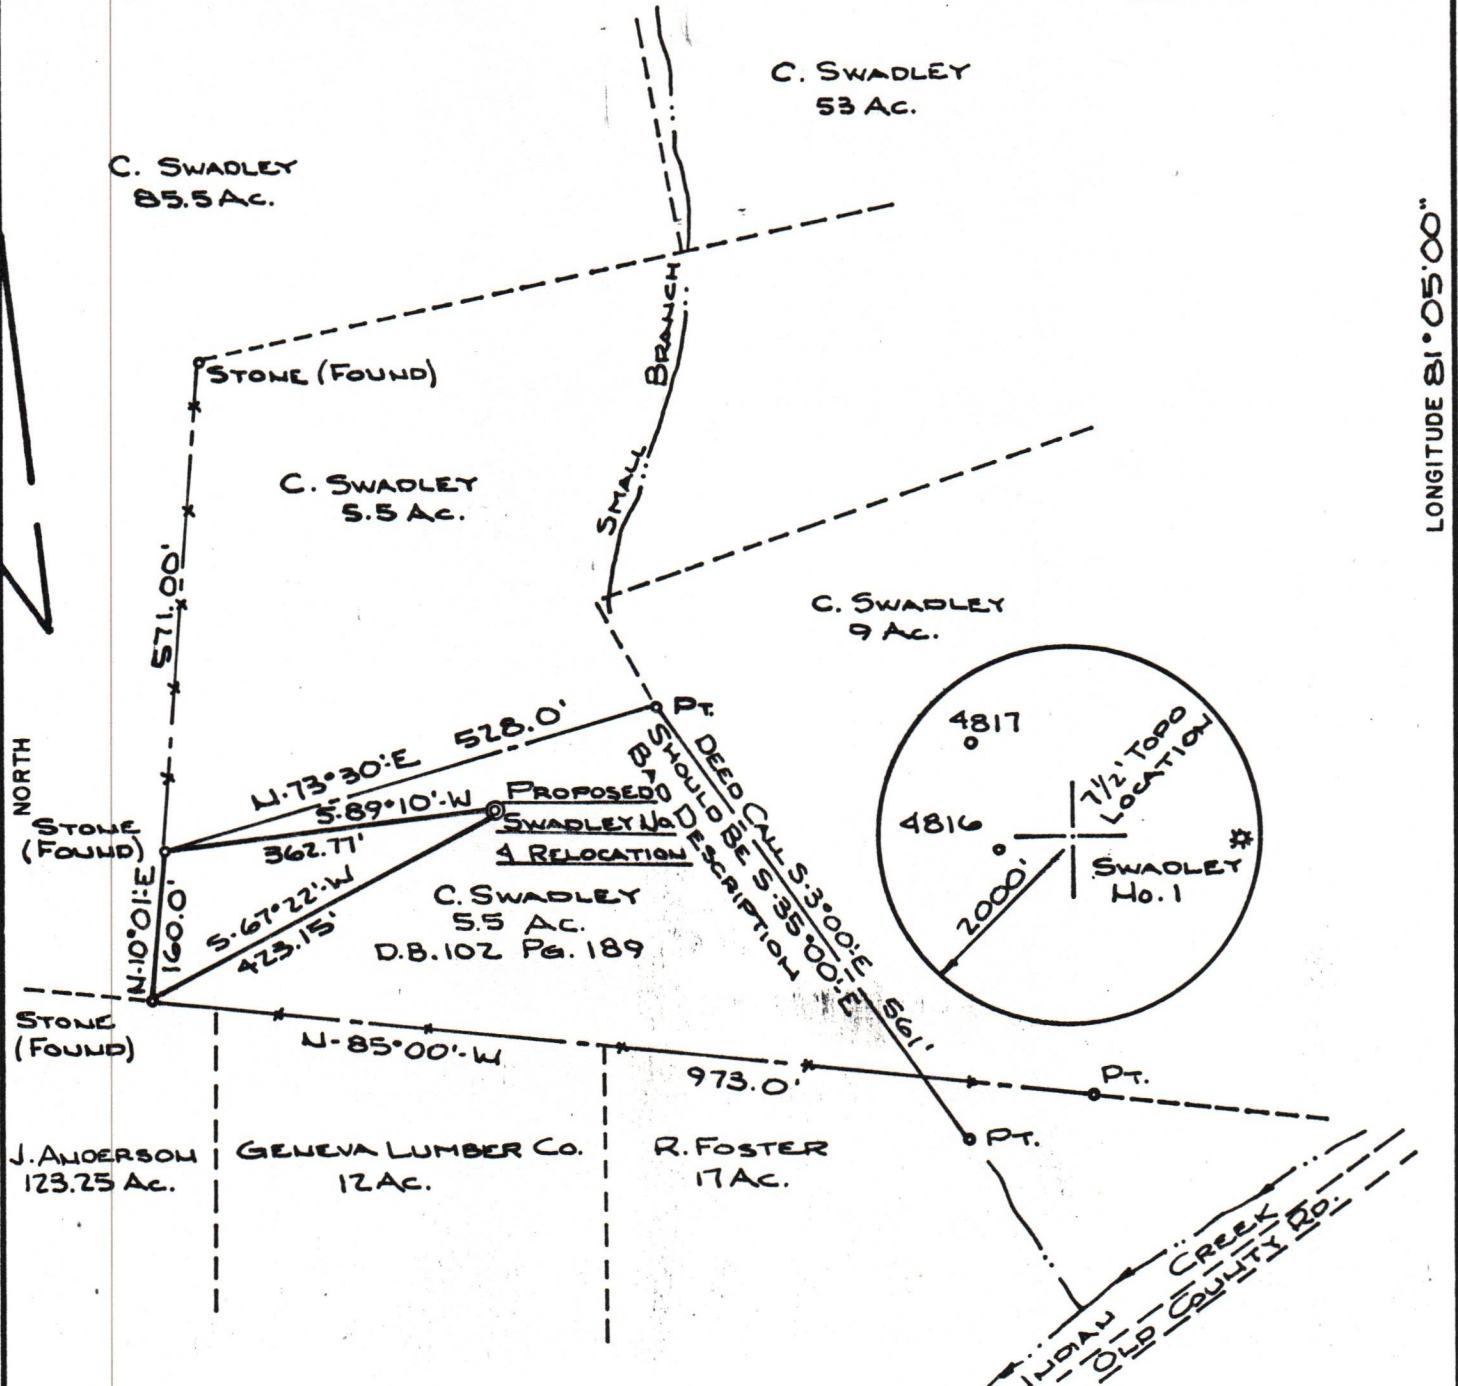 C. SWADLEY
53 AC.
C. SWADLEY
85.5 AC.
LONGITUDE 81°05'00"
STONE (FOUND)
SMALL BRANCH
C. SWADLEY
5.5 AC.
571.00'
C. SWADLEY
9 AC.
PT.
528.0'
N-73°30'-E
S-89°10'-W
362.77'
PROPOSED
SWADLEY NO.
4 RELOCATION
NORTH
STONE
(FOUND)
N-10°01'-E
160.0'
S-67°22'-W
423.15'
C. SWADLEY
5.5 AC.
D.B. 102 PG. 189
DEED CALL S-3°00'-E
561'
SHOULD BE S-35°00'-E
BAD DESCRIPTION
4817
7½' TOPO
LOCATION
4816
SWADLEY
NO. 1
2000'
STONE
(FOUND)
N-85°00'-W
973.0'
PT.
PT.
J. ANDERSON
123.25 AC.
GENEVA LUMBER CO.
12 AC.
R. FOSTER
17 AC.
INDIAN CREEK
OLD COUNTY RD.